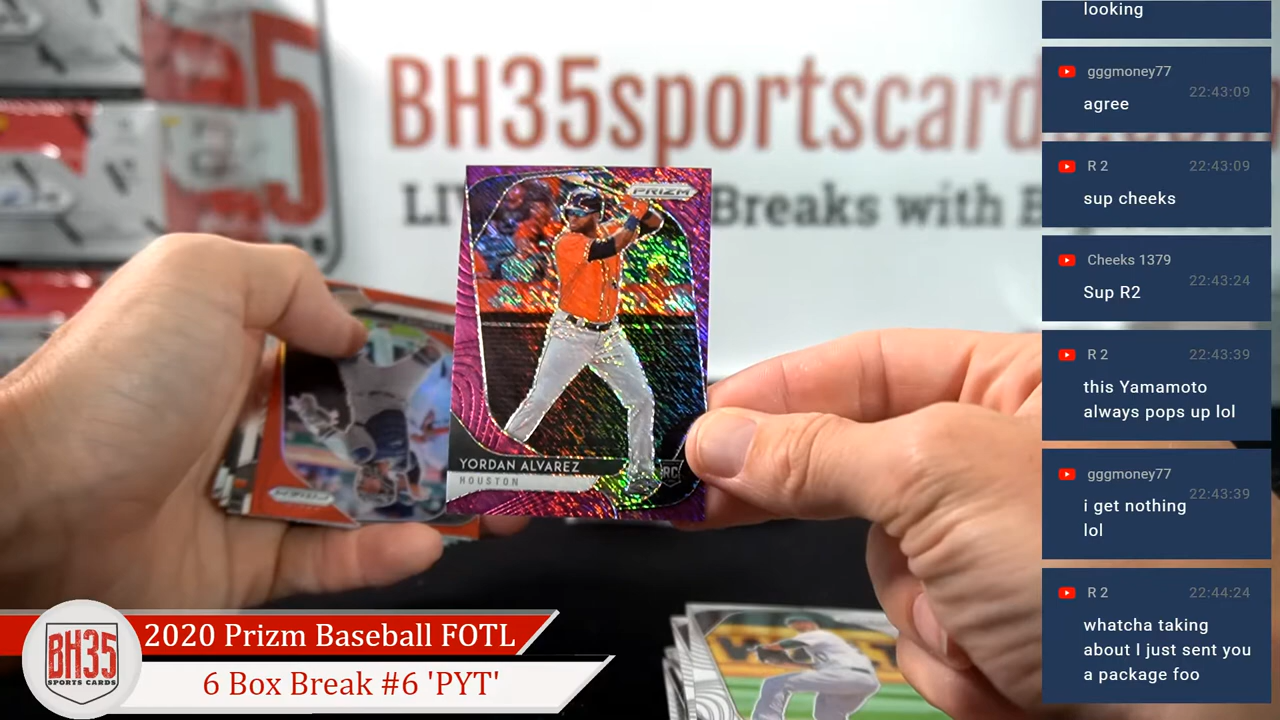 BH35sportscard
LI
Breaks with
PRIZM
YORDAN ALVAREZ
HOUSTON
RC
PRIZM
BH35
SPORTS CARDS
2020 Prizm Baseball FOTL
6 Box Break #6 'PYT'
looking
gggmoney77
22:43:09
agree
R 2
22:43:09
sup cheeks
Cheeks 1379
22:43:24
Sup R2
R 2
22:43:39
this Yamamoto
always pops up lol
gggmoney77
22:43:39
i get nothing
lol
R 2
22:44:24
whatcha taking
about I just sent you
a package foo